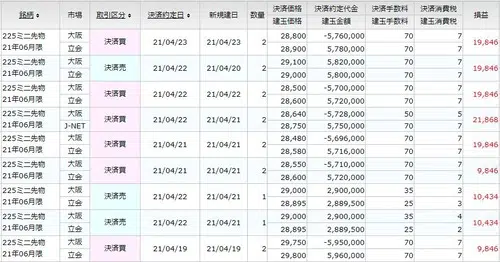 銘柄 市場 取引区分 決済約定日 新規建日 数量 決済価格 決済約定代金 決済手数料 決済消費税 損益
建玉価格 建玉金額 建玉手数料 建玉消費税
225ミニ先物 大阪 決済買 21/04/23 21/04/23 2 28,800 -5,760,000 70 7 19,846
21年06月限 立会 28,900 5,780,000 70 7
225ミニ先物 大阪 決済売 21/04/22 21/04/20 2 29,100 5,820,000 70 7 19,846
21年06月限 立会 29,000 5,800,000 70 7
225ミニ先物 大阪 決済買 21/04/22 21/04/22 2 28,500 -5,700,000 70 7 19,846
21年06月限 立会 28,600 5,720,000 70 7
225ミニ先物 大阪 決済買 21/04/22 21/04/22 2 28,640 -5,728,000 50 5 21,868
21年06月限 J-NET 28,750 5,750,000 70 7
225ミニ先物 大阪 決済買 21/04/21 21/04/21 2 28,480 -5,696,000 70 7 19,846
21年06月限 立会 28,580 5,716,000 70 7
225ミニ先物 大阪 決済買 21/04/21 21/04/21 2 28,550 -5,710,000 70 7 9,846
21年06月限 立会 28,600 5,720,000 70 7
225ミニ先物 大阪 決済売 21/04/22 21/04/21 1 29,000 2,900,000 35 3 10,434
21年06月限 立会 28,895 2,889,500 25 3
225ミニ先物 大阪 決済売 21/04/22 21/04/21 1 29,000 2,900,000 35 4 10,434
21年06月限 立会 28,895 2,889,500 25 2
225ミニ先物 大阪 決済買 21/04/19 21/04/19 2 29,750 -5,950,000 70 7 9,846
21年06月限 立会 29,800 5,960,000 70 7